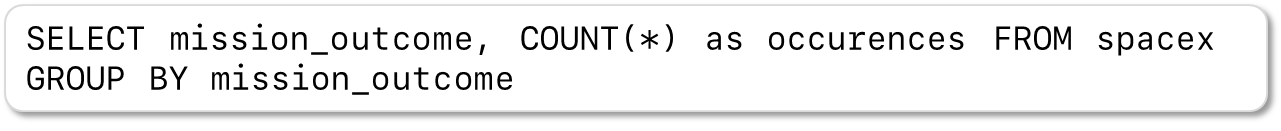 SELECT mission_outcome, COUNT(*) as occurences FROM spacex
GROUP BY mission_outcome